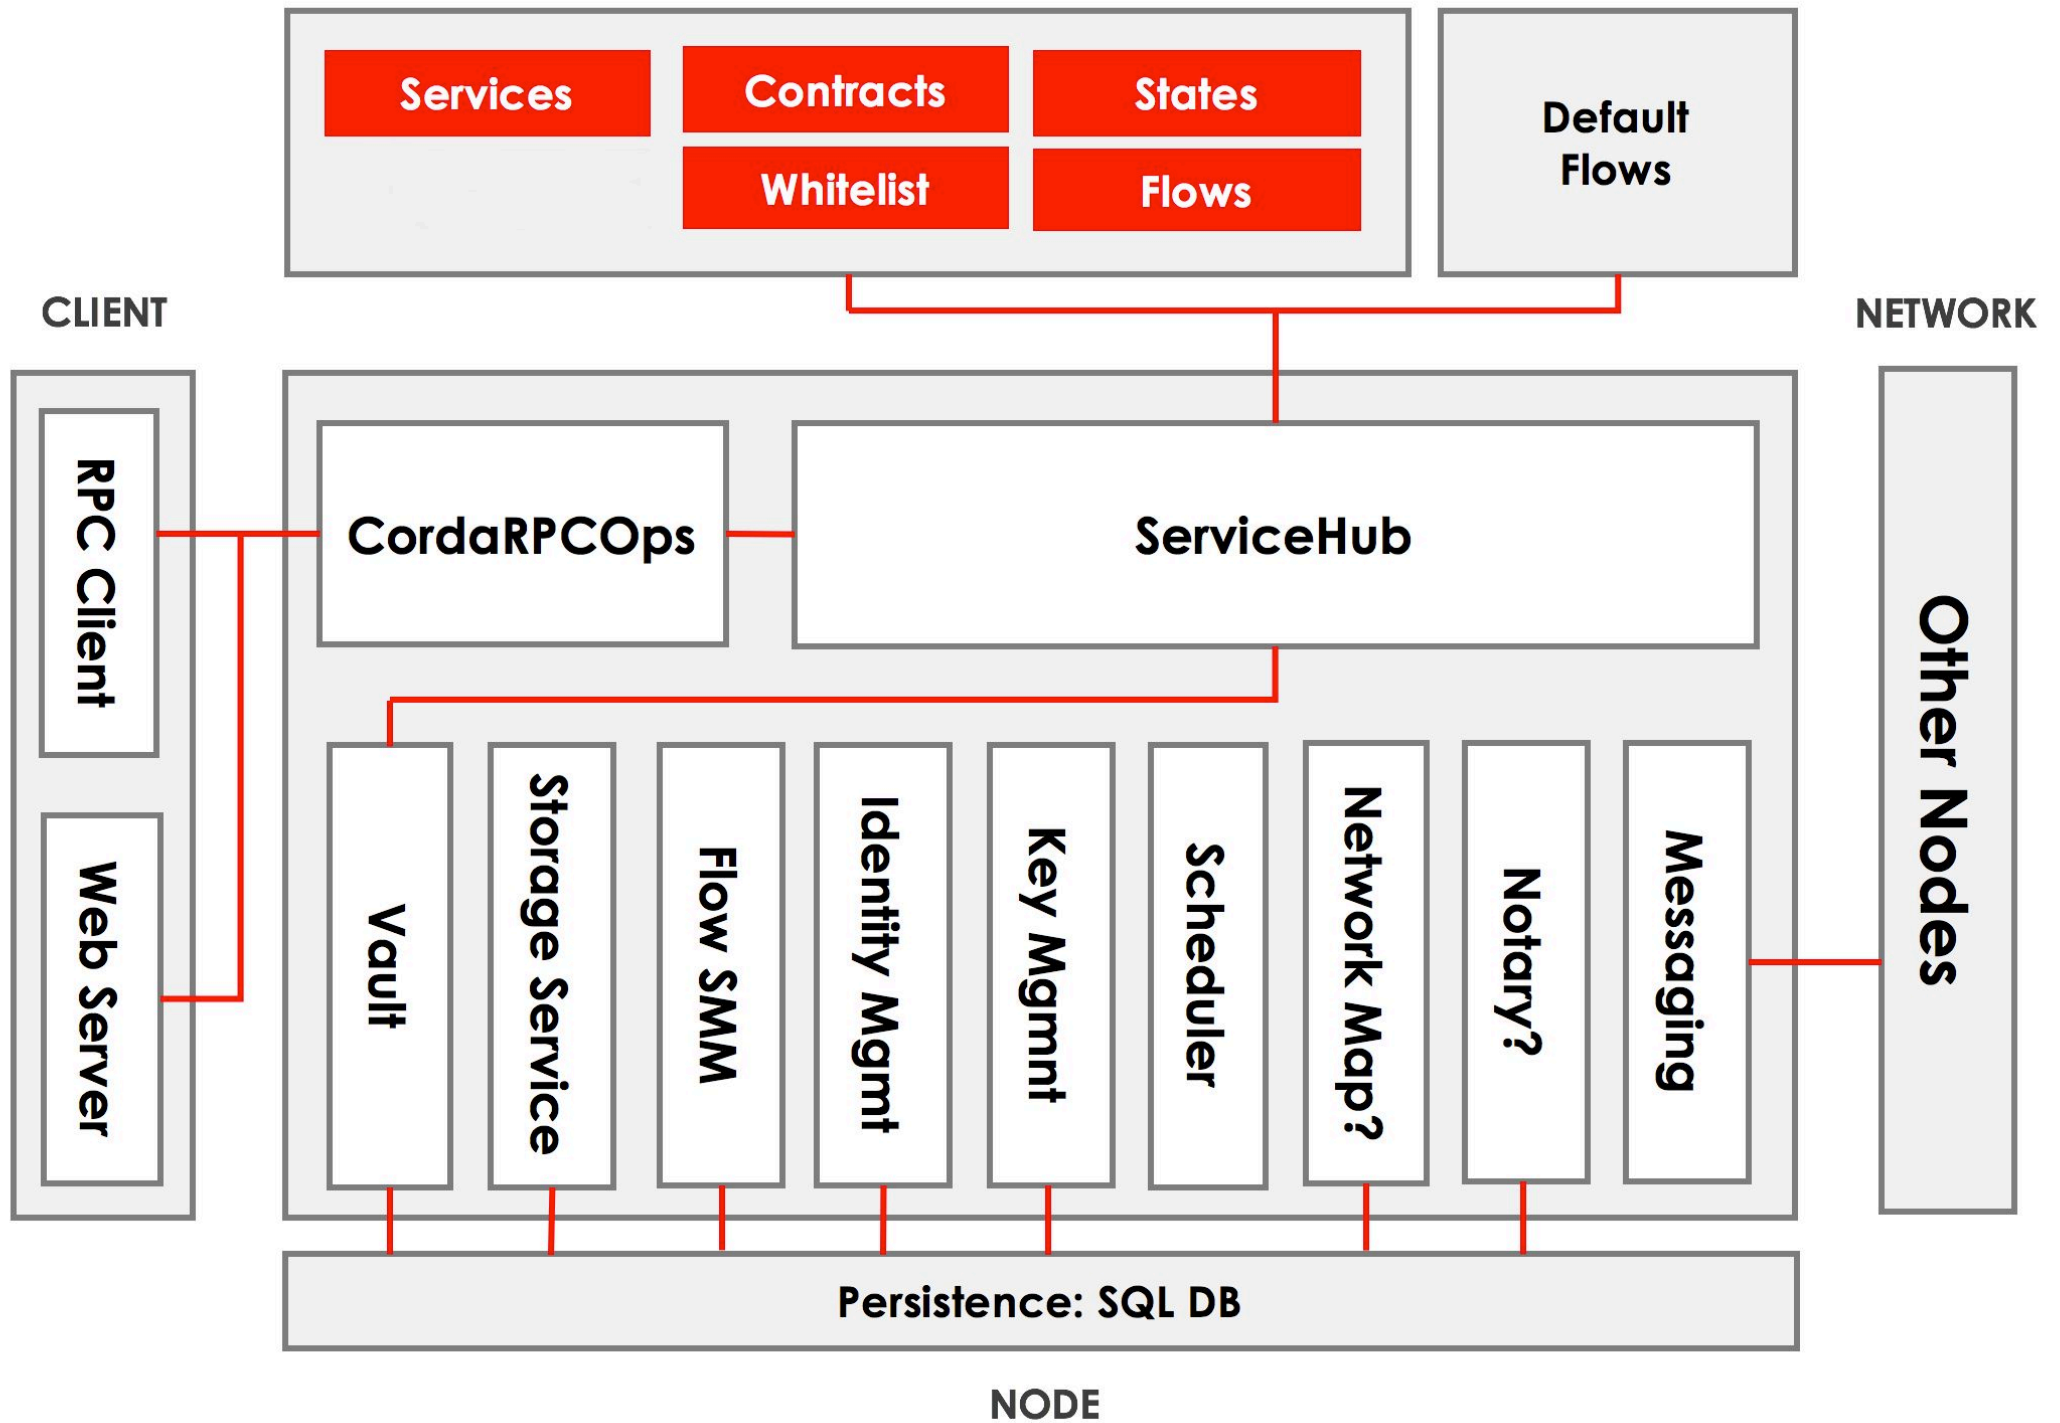 Services
Contracts
States
Whitelist
Flows
Default
Flows
CLIENT
NETWORK
RPC Client
Web Server
CordaRPCOps
ServiceHub
Vault
Storage Service
Flow SMM
Identity Mgmt
Key Mgmnt
Scheduler
Network Map?
Notary?
Messaging
Other Nodes
Persistence: SQL DB
NODE